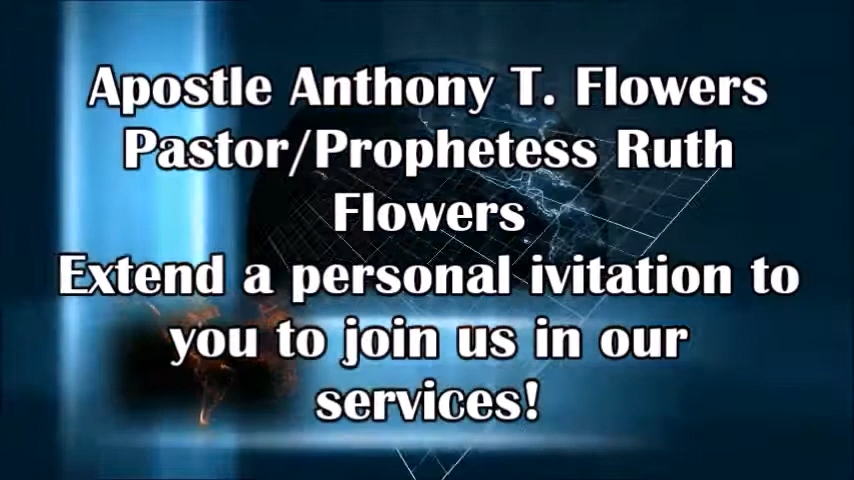 Apostle Anthony T. Flowers
Pastor/Prophetess Ruth
Flowers
Extend a personal ivitation to
you to join us in our
services!